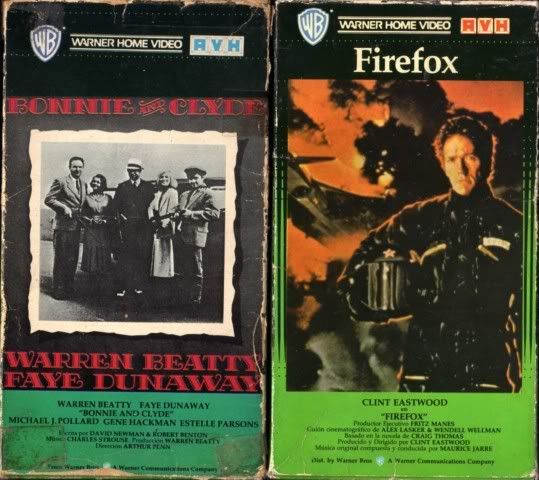 WB
WARNER HOME VIDEO
AVH
BONNIE AND CLYDE
WARREN BEATTY
FAYE DUNAWAY
WARREN BEATTY FAYE DUNAWAY
"BONNIE AND CLYDE"
MICHAEL J. POLLARD GENE HACKMAN ESTELLE PARSONS
Escrita por DAVID NEWMAN & ROBERT BENTON
Música CHARLES STROUSE. Producción WARREN BEATTY
Dirección ARTHUR PENN
Warner Bros A Warner Communications Company
WB
WARNER HOME VIDEO
AVH
Firefox
CLINT EASTWOOD
en
"FIREFOX"
Productor Ejecutivo FRITZ MANES
Guión cinematográfico de ALEX LASKER & WENDELL WELLMAN
Basado en la novela de CRAIG THOMAS
Producido y Dirigido por CLINT EASTWOOD
Música original compuesta y conducida por MAURICE JARRE
Dist. by Warner Bros A Warner Communications Company